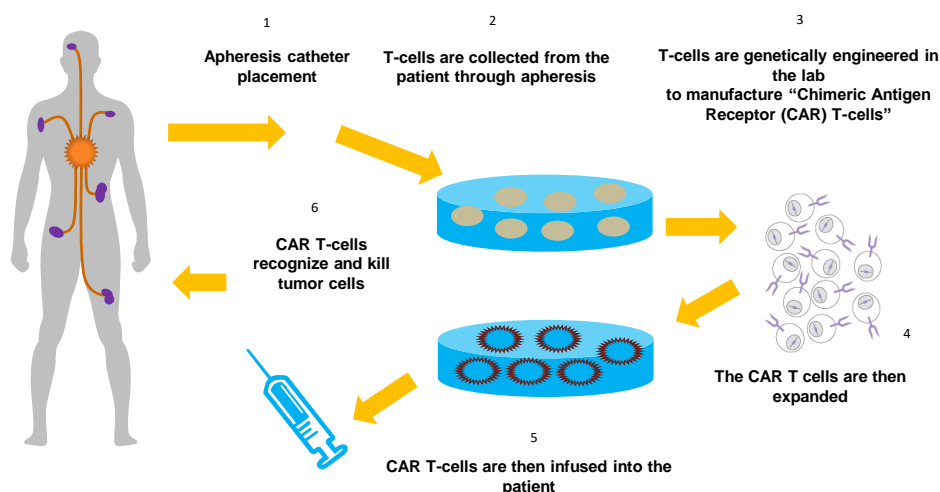 1
Apheresis catheter
placement
2
T-cells are collected from the
patient through apheresis
3
T-cells are genetically engineered in
the lab
to manufacture “Chimeric Antigen
Receptor (CAR) T-cells”
4
The CAR T cells are then
expanded
5
CAR T-cells are then infused into the
patient
6
CAR T-cells
recognize and kill
tumor cells